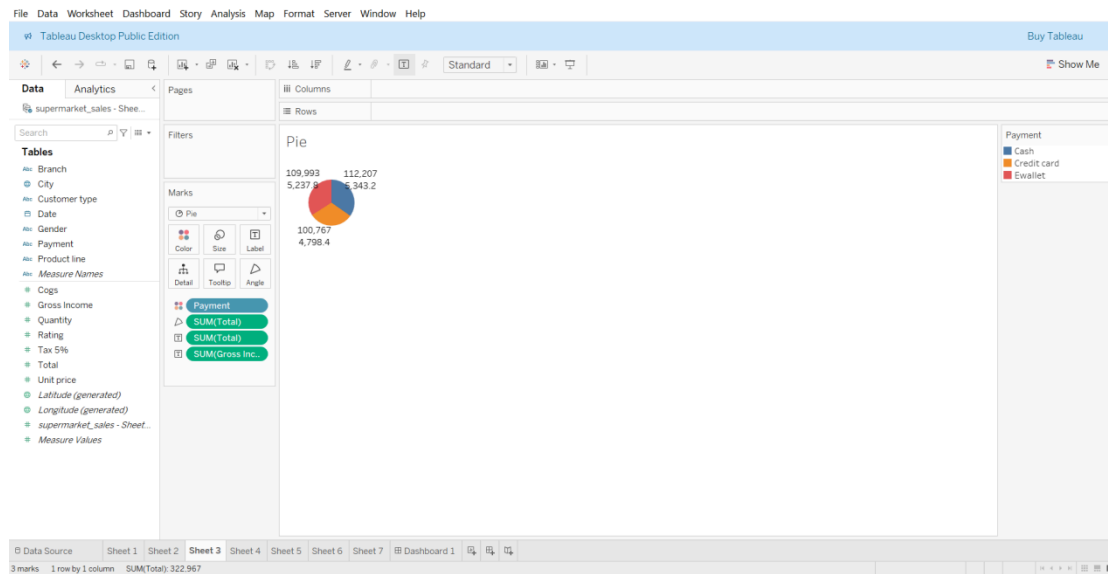 File Data Worksheet Dashboard Story Analysis Map Format Server Window Help
Tableau Desktop Public Edition
Buy Tableau
Standard
Show Me
Data Analytics
supermarket_sales - Shee...
Search
Tables
Abc Branch
City
Abc Customer type
Date
Abc Gender
Abc Payment
Abc Product line
Abc Measure Names
# Cogs
# Gross Income
# Quantity
# Rating
# Tax 5%
# Total
# Unit price
Latitude (generated)
Longitude (generated)
# supermarket_sales - Sheet...
# Measure Values
Pages
Filters
Marks
Pie
Color Size Label
Detail Tooltip Angle
Payment
SUM(Total)
SUM(Total)
SUM(Gross Inc..
Columns
Rows
Pie
109,993 112,207
5,237.8 5,343.2
100,767
4,798.4
Payment
Cash
Credit card
Ewallet
Data Source Sheet 1 Sheet 2 Sheet 3 Sheet 4 Sheet 5 Sheet 6 Sheet 7 Dashboard 1
3 marks 1 row by 1 column SUM(Total): 322,967